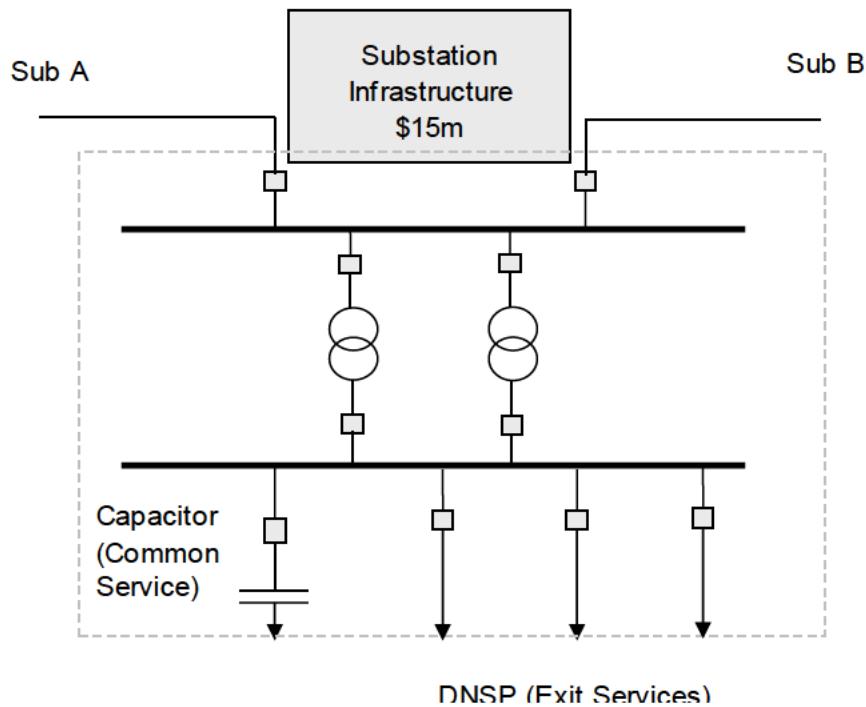 Substation
Infrastructure
$15m
Sub A
Sub B
Capacitor
(Common
Service)
DNSP (Exit Services)